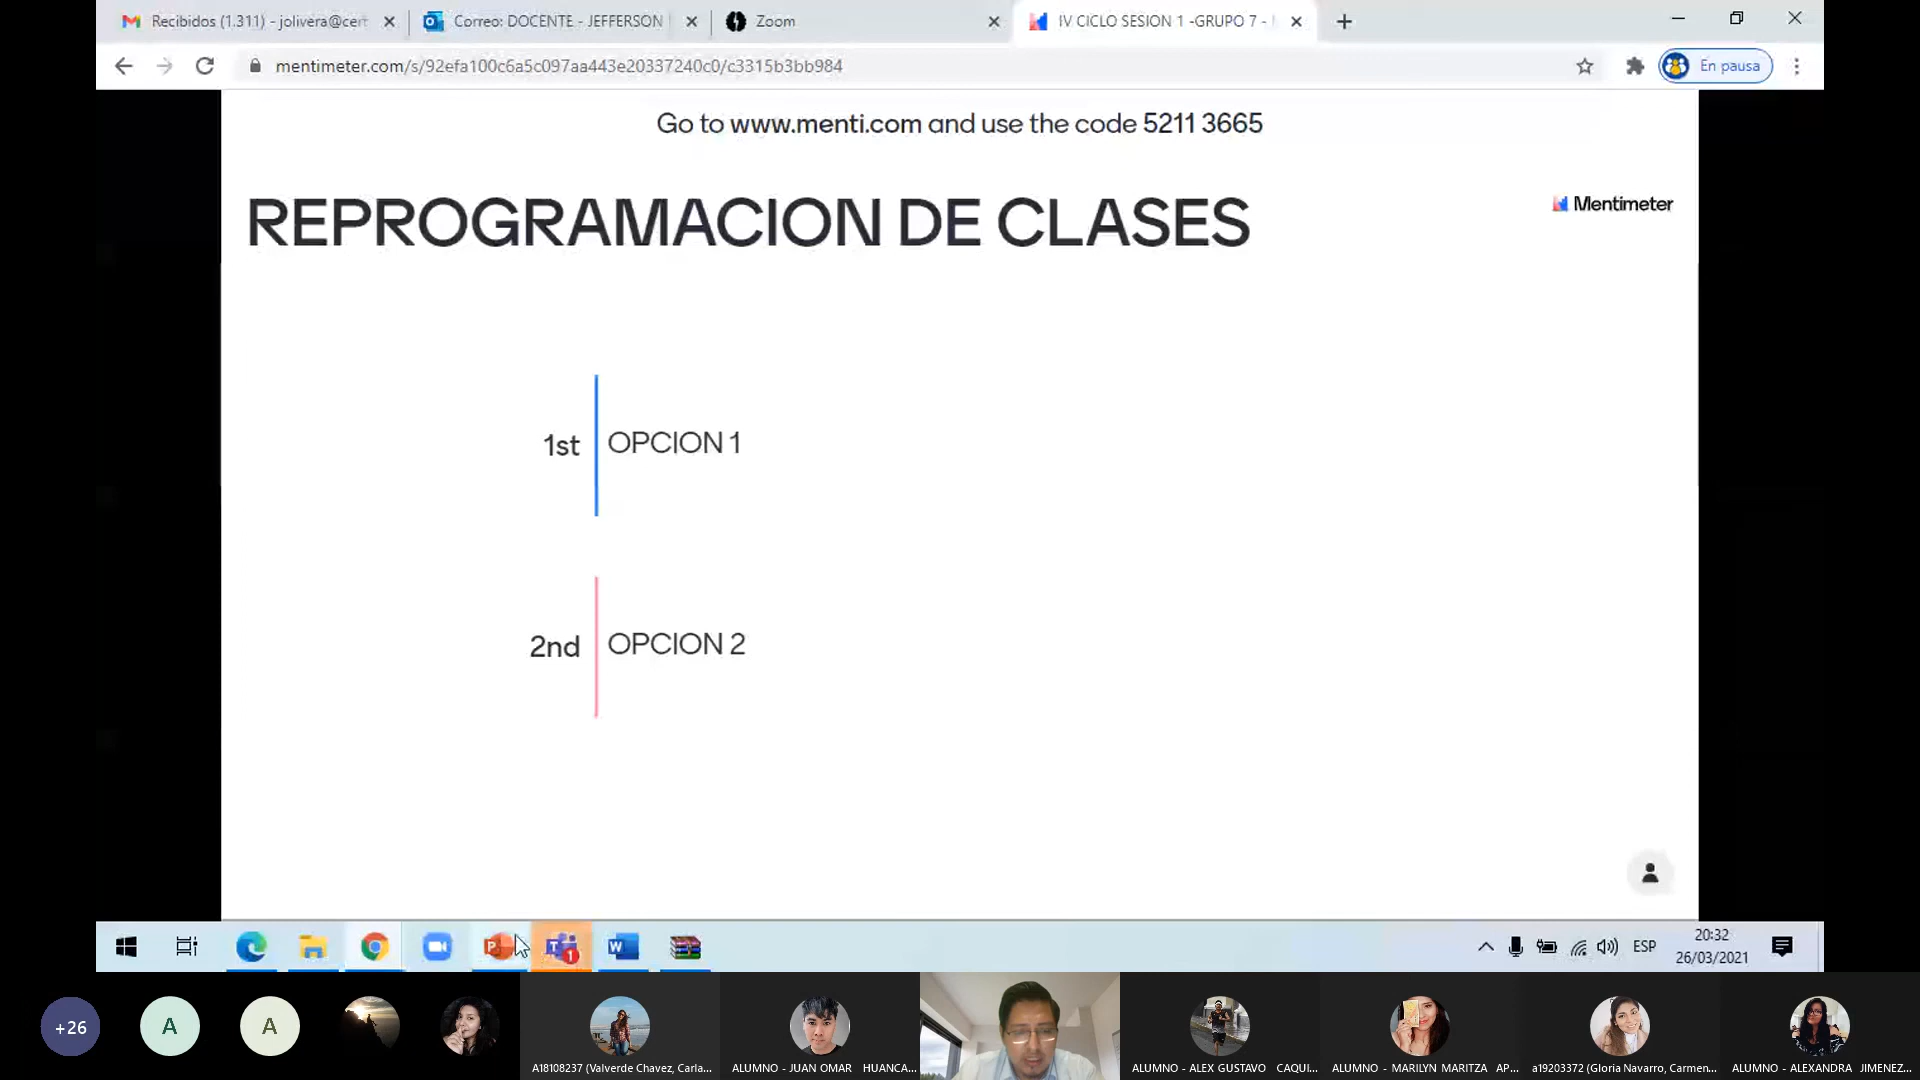 Recibidos (1.311) - jolivera@cert
Correo: DOCENTE - JEFFERSON
Zoom
IV CICLO SESION 1 -GRUPO 7 -
mentimeter.com/s/92efa100c6a5c097aa443e20337240c0/c3315b3bb984
En pausa
Go to www.menti.com and use the code 5211 3665
REPROGRAMACION DE CLASES
Mentimeter
1st OPCION 1
2nd OPCION 2
ESP
20:32
26/03/2021
+26
A
A
A18108237 (Valverde Chavez, Carla...
ALUMNO - JUAN OMAR HUANCA...
ALUMNO - ALEX GUSTAVO CAQUI...
ALUMNO - MARILYN MARITZA AP...
a19203372 (Gloria Navarro, Carmen...
ALUMNO - ALEXANDRA JIMENEZ...